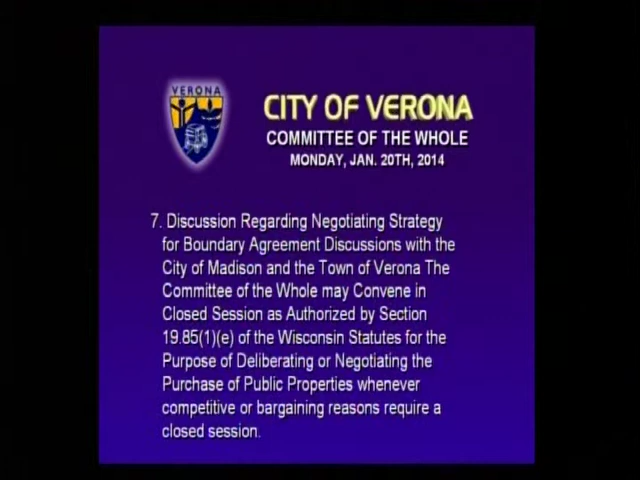 VERONA
CITY OF VERONA
COMMITTEE OF THE WHOLE
MONDAY, JAN. 20TH, 2014
7. Discussion Regarding Negotiating Strategy
for Boundary Agreement Discussions with the
City of Madison and the Town of Verona The
Committee of the Whole may Convene in
Closed Session as Authorized by Section
19.85(1)(e) of the Wisconsin Statutes for the
Purpose of Deliberating or Negotiating the
Purchase of Public Properties whenever
competitive or bargaining reasons require a
closed session.